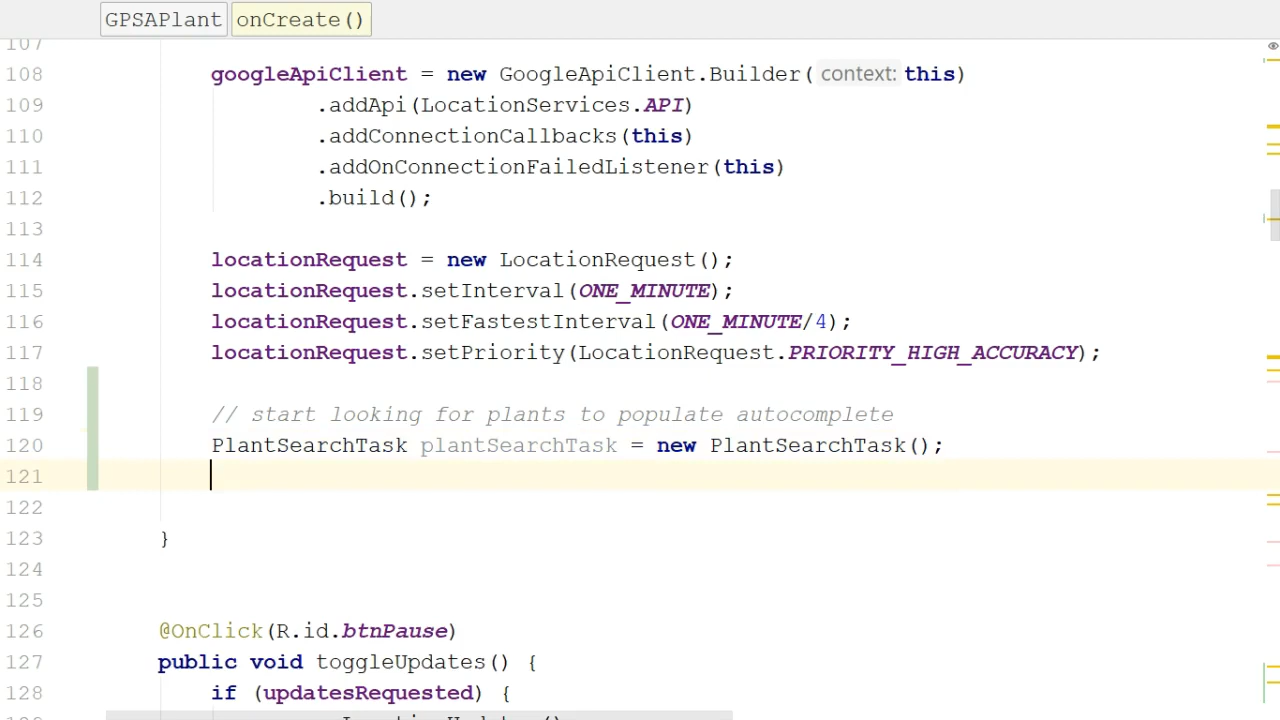 GPSAPlant onCreate()
107
108 googleApiClient = new GoogleApiClient.Builder( context: this)
109 .addApi(LocationServices.API)
110 .addConnectionCallbacks(this)
111 .addOnConnectionFailedListener(this)
112 .build();
113
114 locationRequest = new LocationRequest();
115 locationRequest.setInterval(ONE_MINUTE);
116 locationRequest.setFastestInterval(ONE_MINUTE/4);
117 locationRequest.setPriority(LocationRequest.PRIORITY_HIGH_ACCURACY);
118
119 // start looking for plants to populate autocomplete
120 PlantSearchTask plantSearchTask = new PlantSearchTask();
121
122
123 }
124
125
126 @OnClick(R.id.btnPause)
127 public void toggleUpdates() {
128 if (updatesRequested) {